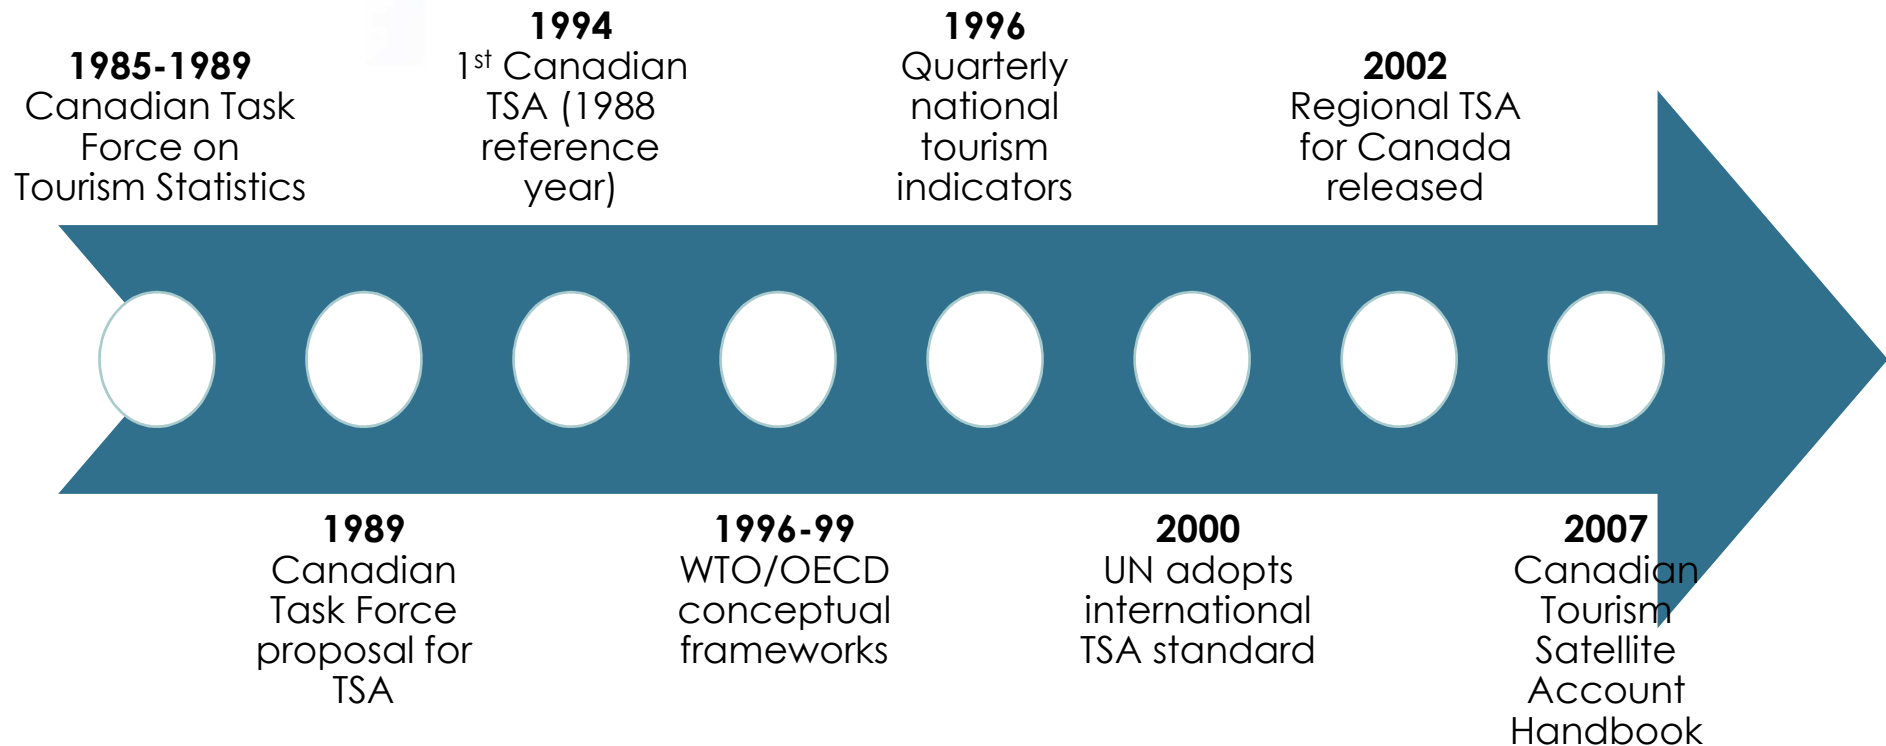 1985-1989
Canadian Task
Force on
Tourism Statistics
1989
Canadian
Task Force
proposal for
TSA
1994
1st Canadian
TSA (1988
reference
year)
1996-99
WTO/OECD
conceptual
frameworks
1996
Quarterly
national
tourism
indicators
2000
UN adopts
international
TSA standard
2002
Regional TSA
for Canada
released
2007
Canadian
Tourism
Satellite
Account
Handbook